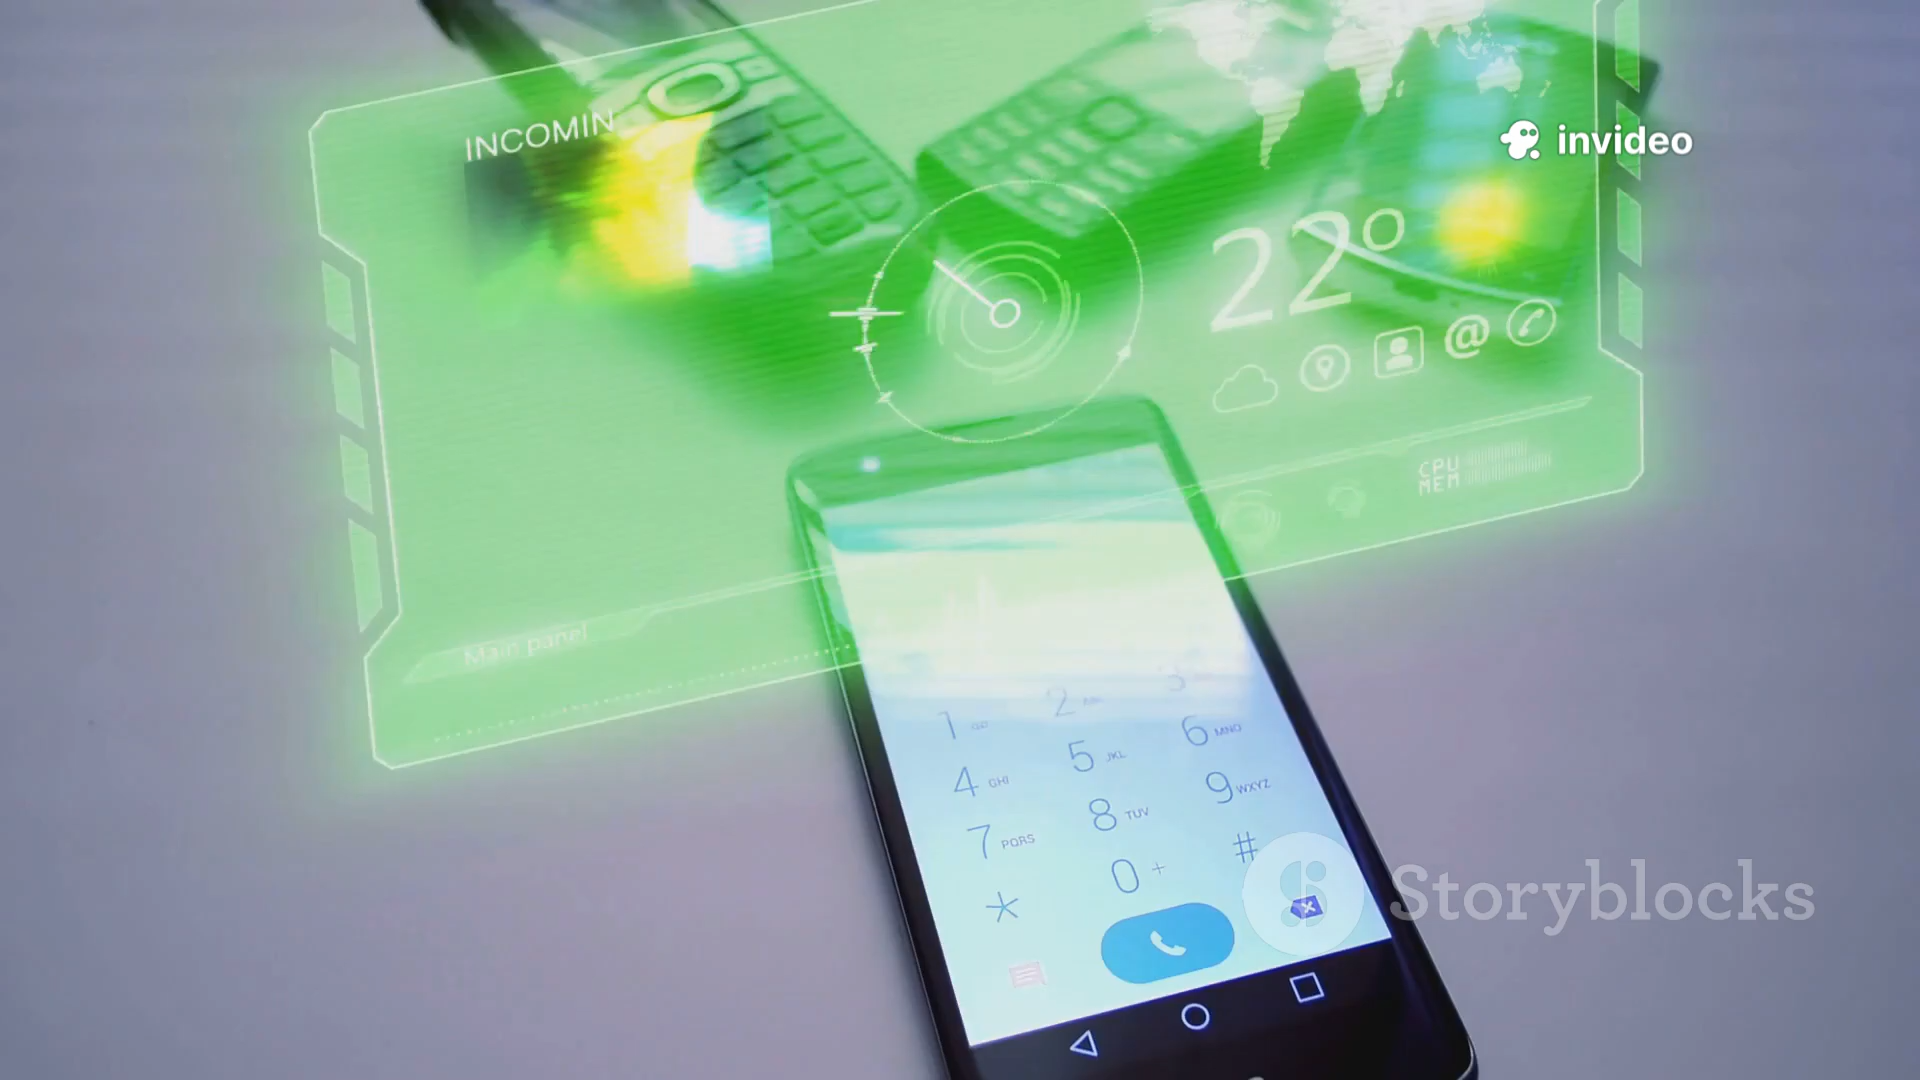 INCOMIN
invideo
22°
@
CPU
MEM
Main panel
1
2
3
4 GHI
5 JKL
6 MNO
7 PQRS
8 TUV
9 WXYZ
*
0 +
#
Storyblocks